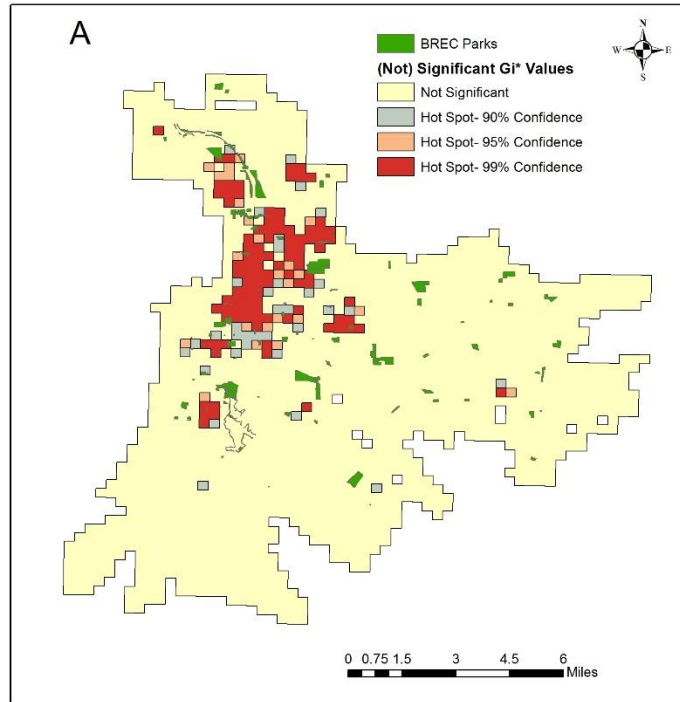 A
BREC Parks
(Not) Significant Gi* Values
Not Significant
Hot Spot- 90% Confidence
Hot Spot- 95% Confidence
Hot Spot- 99% Confidence
N
W E
S
0 0.75 1.5 3 4.5 6
Miles